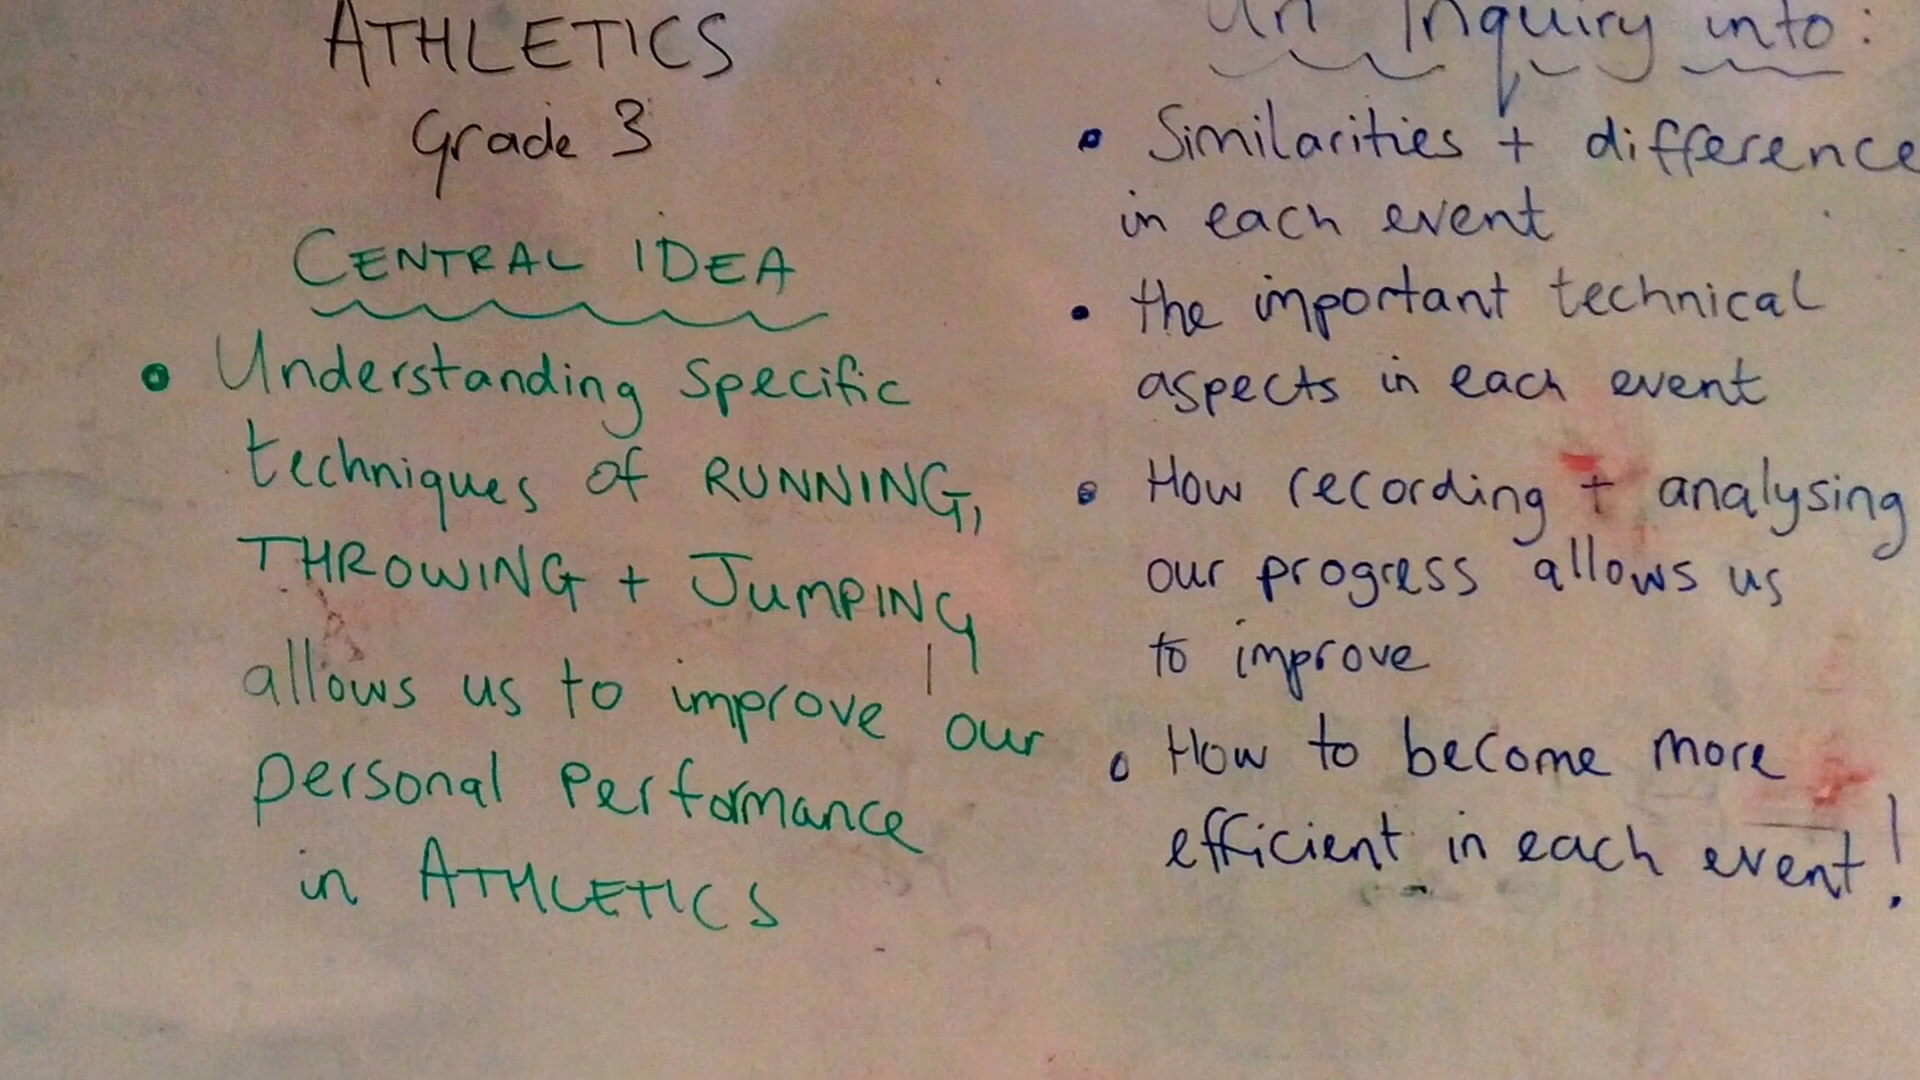 ATHLETICS
Grade 3
CENTRAL IDEA
• Understanding specific
techniques of RUNNING,
THROWING + JUMPING
allows us to improve our
personal performance
in ATHLETICS
un Inquiry into:
• Similarities + difference
in each event
• the important technical
aspects in each event
• How recording + analysing
our progress allows us
to improve
• How to become more
efficient in each event!